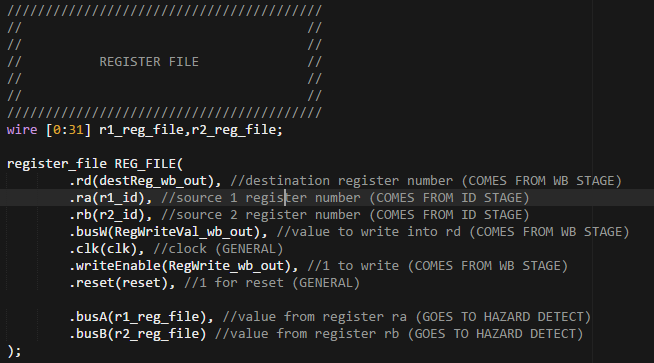 /////////////////////////////////////////
// //
// //
// REGISTER FILE //
// //
// //
/////////////////////////////////////////
wire [0:31] r1_reg_file,r2_reg_file;
register_file REG_FILE(
.rd(destReg_wb_out), //destination register number (COMES FROM WB STAGE)
.ra(r1_id), //source 1 register number (COMES FROM ID STAGE)
.rb(r2_id), //source 2 register number (COMES FROM ID STAGE)
.busW(RegWriteVal_wb_out), //value to write into rd (COMES FROM WB STAGE)
.clk(clk), //clock (GENERAL)
.writeEnable(RegWrite_wb_out), //1 to write (COMES FROM WB STAGE)
.reset(reset), //1 for reset (GENERAL)
.busA(r1_reg_file), //value from register ra (GOES TO HAZARD DETECT)
.busB(r2_reg_file) //value from register rb (GOES TO HAZARD DETECT)
);